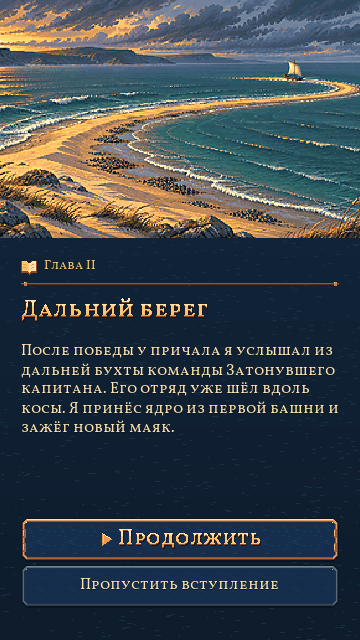 Глава II
Дальний берег
После победы у причала я услышал из
дальней бухты команды Затонувшего
капитана. Его отряд уже шёл вдоль
косы. Я принёс ядро из первой башни и
зажёг новый маяк.
Продолжить
Пропустить вступление